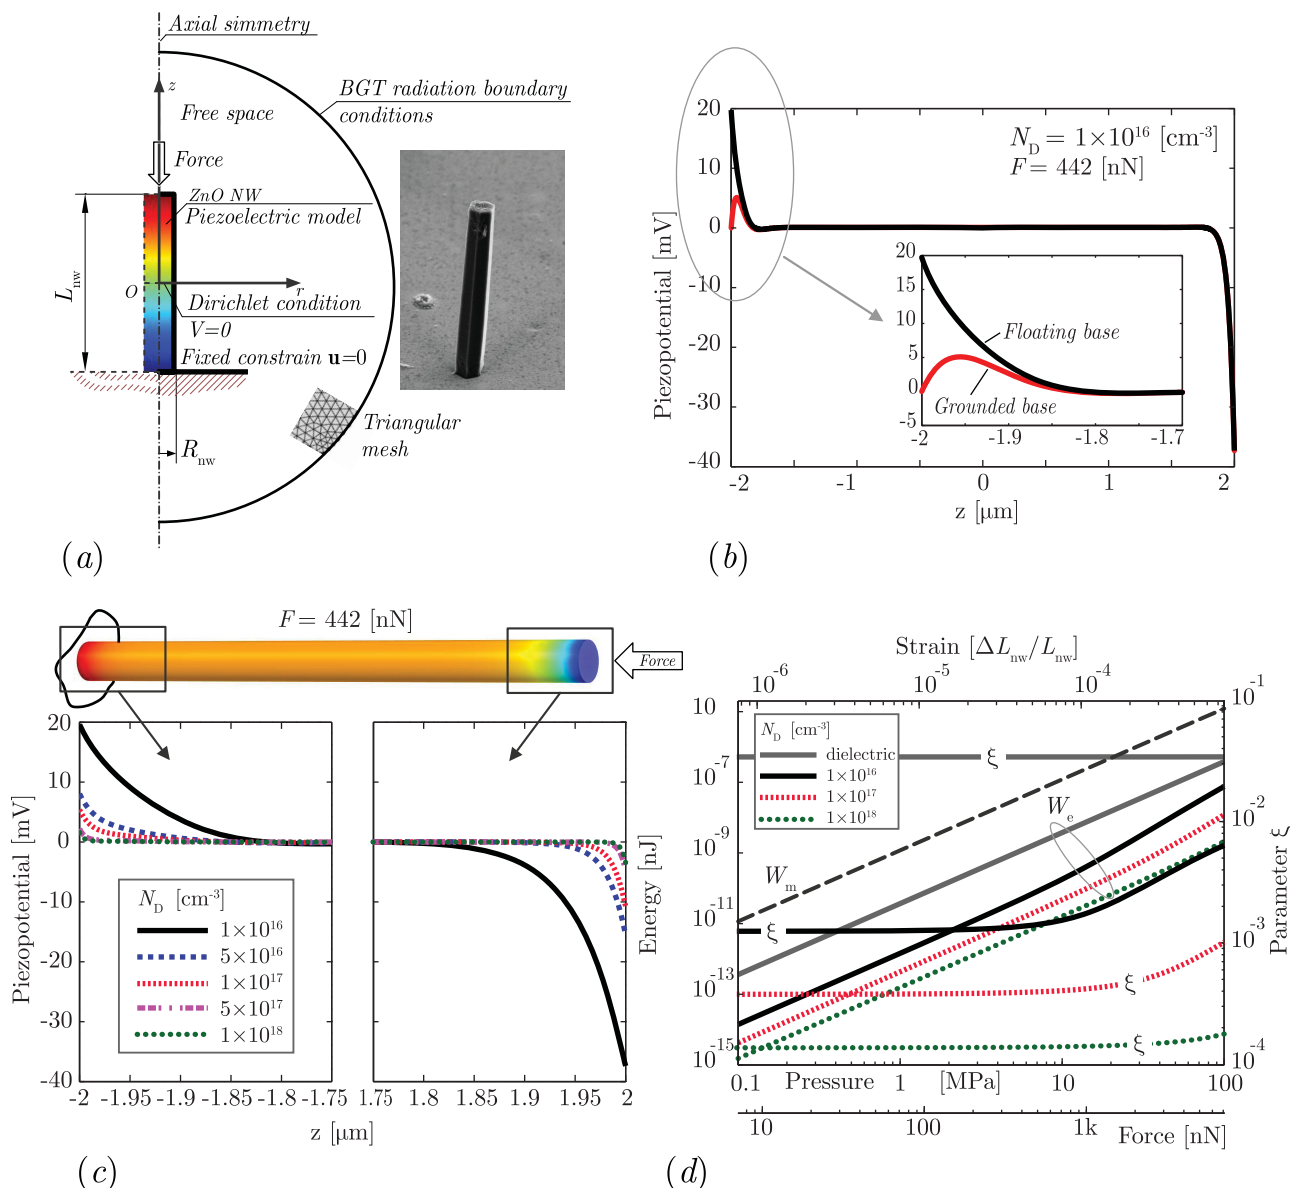 (a)
Axial simmetry
z
BGT radiation boundary
conditions
Free space
Force
ZnO NW
Piezoelectric model
L_nw
O
r
Dirichlet condition
V=0
Fixed constrain u=0
Triangular
mesh
R_nw
(b)
20
10
0
-10
-20
-30
-40
Piezopotential [mV]
N_D = 1×10^16 [cm^-3]
F = 442 [nN]
20
15
10
5
0
-5
Floating base
Grounded base
-2 -1.9 -1.8 -1.7
-2 -1 0 1 2
z [μm]
F = 442 [nN]
Force
20
10
0
-10
-20
-30
-40
Piezopotential [mV]
N_D [cm^-3]
1×10^16
5×10^16
1×10^17
5×10^17
1×10^18
-2 -1.95 -1.9 -1.85 -1.75
1.75 1.8 1.85 1.9 1.95 2
z [μm]
(c)
Strain [ΔL_nw/L_nw]
10^-6 10^-5 10^-4
10
10^-7
10^-9
10^-11
10^-13
10^-15
Energy [nJ]
N_D [cm^-3]
dielectric
1×10^16
1×10^17
1×10^18
ξ
W_e
W_m
ξ
ξ
ξ
10^-1
10^-2
10^-3
10^-4
Parameter ξ
0.1 Pressure 1 [MPa] 10 100
10 100 1k Force [nN]
(d)